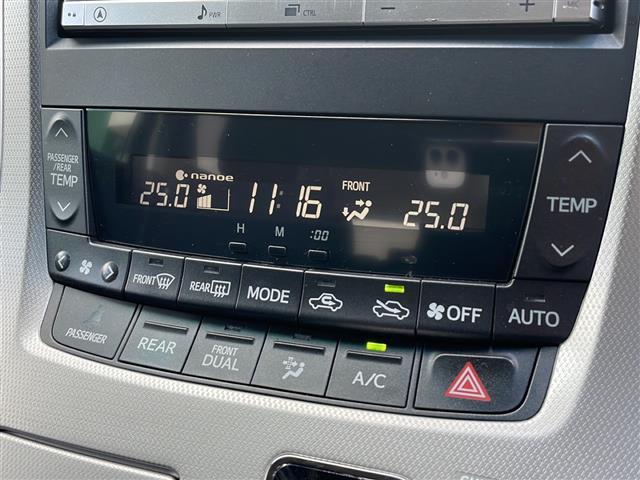 PWR CTRL - +
PASSENGER
/REAR
TEMP
nanoe
25.0 11:16 FRONT 25.0
TEMP
H M :00
FRONT REAR MODE OFF AUTO
PASSENGER
REAR
FRONT
DUAL
A/C